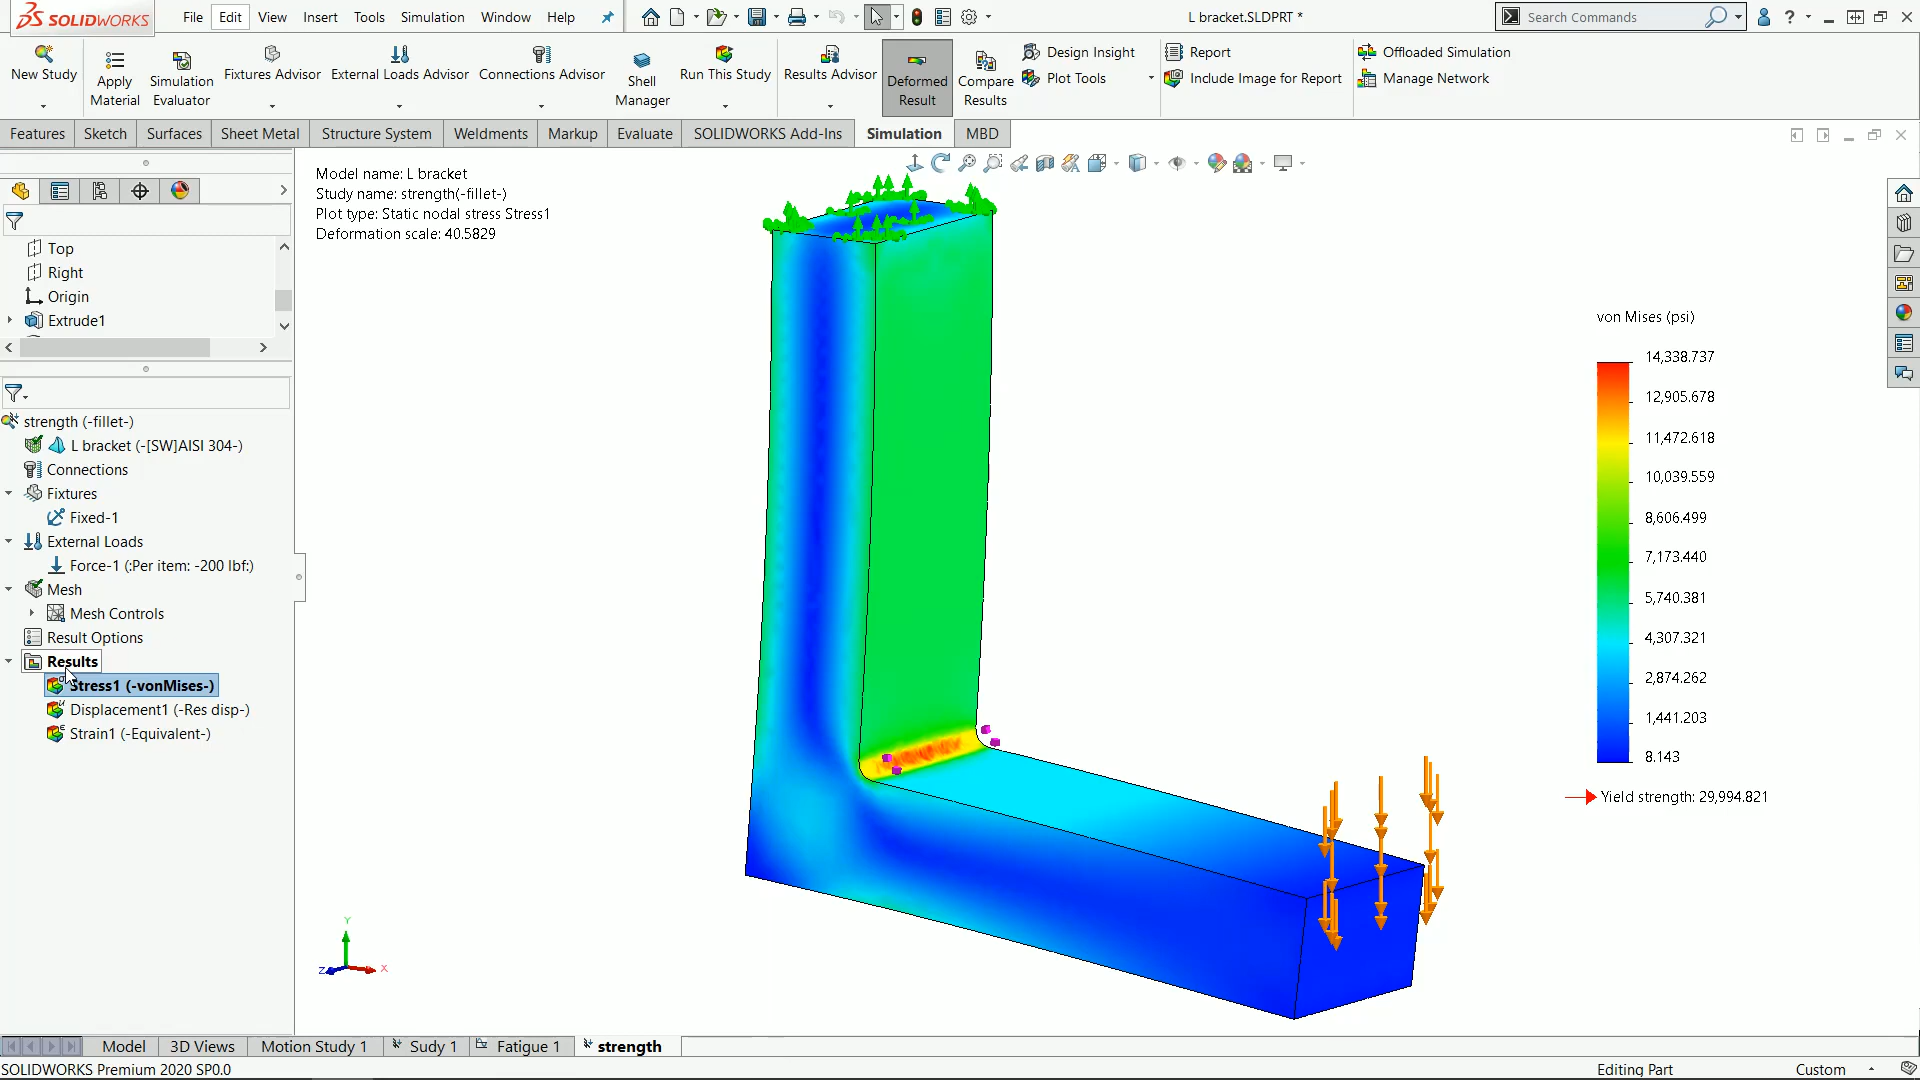 SOLIDWORKS
File Edit View Insert Tools Simulation Window Help
L bracket.SLDPRT *
Search Commands
?
New Study
Apply Material
Simulation Evaluator
Fixtures Advisor
External Loads Advisor
Connections Advisor
Shell Manager
Run This Study
Results Advisor
Deformed Result
Compare Results
Design Insight
Plot Tools
Report
Include Image for Report
Offloaded Simulation
Manage Network
Features Sketch Surfaces Sheet Metal Structure System Weldments Markup Evaluate SOLIDWORKS Add-Ins Simulation MBD
Top
Right
Origin
Extrude1
strength (-fillet-)
L bracket (-[SW]AISI 304-)
Connections
Fixtures
Fixed-1
External Loads
Force-1 (:Per item: -200 lbf:)
Mesh
Mesh Controls
Result Options
Results
Stress1 (-vonMises-)
Displacement1 (-Res disp-)
Strain1 (-Equivalent-)
Model name: L bracket
Study name: strength(-fillet-)
Plot type: Static nodal stress Stress1
Deformation scale: 40.5829
von Mises (psi)
14,338.737
12,905.678
11,472.618
10,039.559
8,606.499
7,173.440
5,740.381
4,307.321
2,874.262
1,441.203
8.143
Yield strength: 29,994.821
Y
Z
X
Model 3D Views Motion Study 1 Sudy 1 Fatigue 1 strength
SOLIDWORKS Premium 2020 SP0.0
Editing Part
Custom